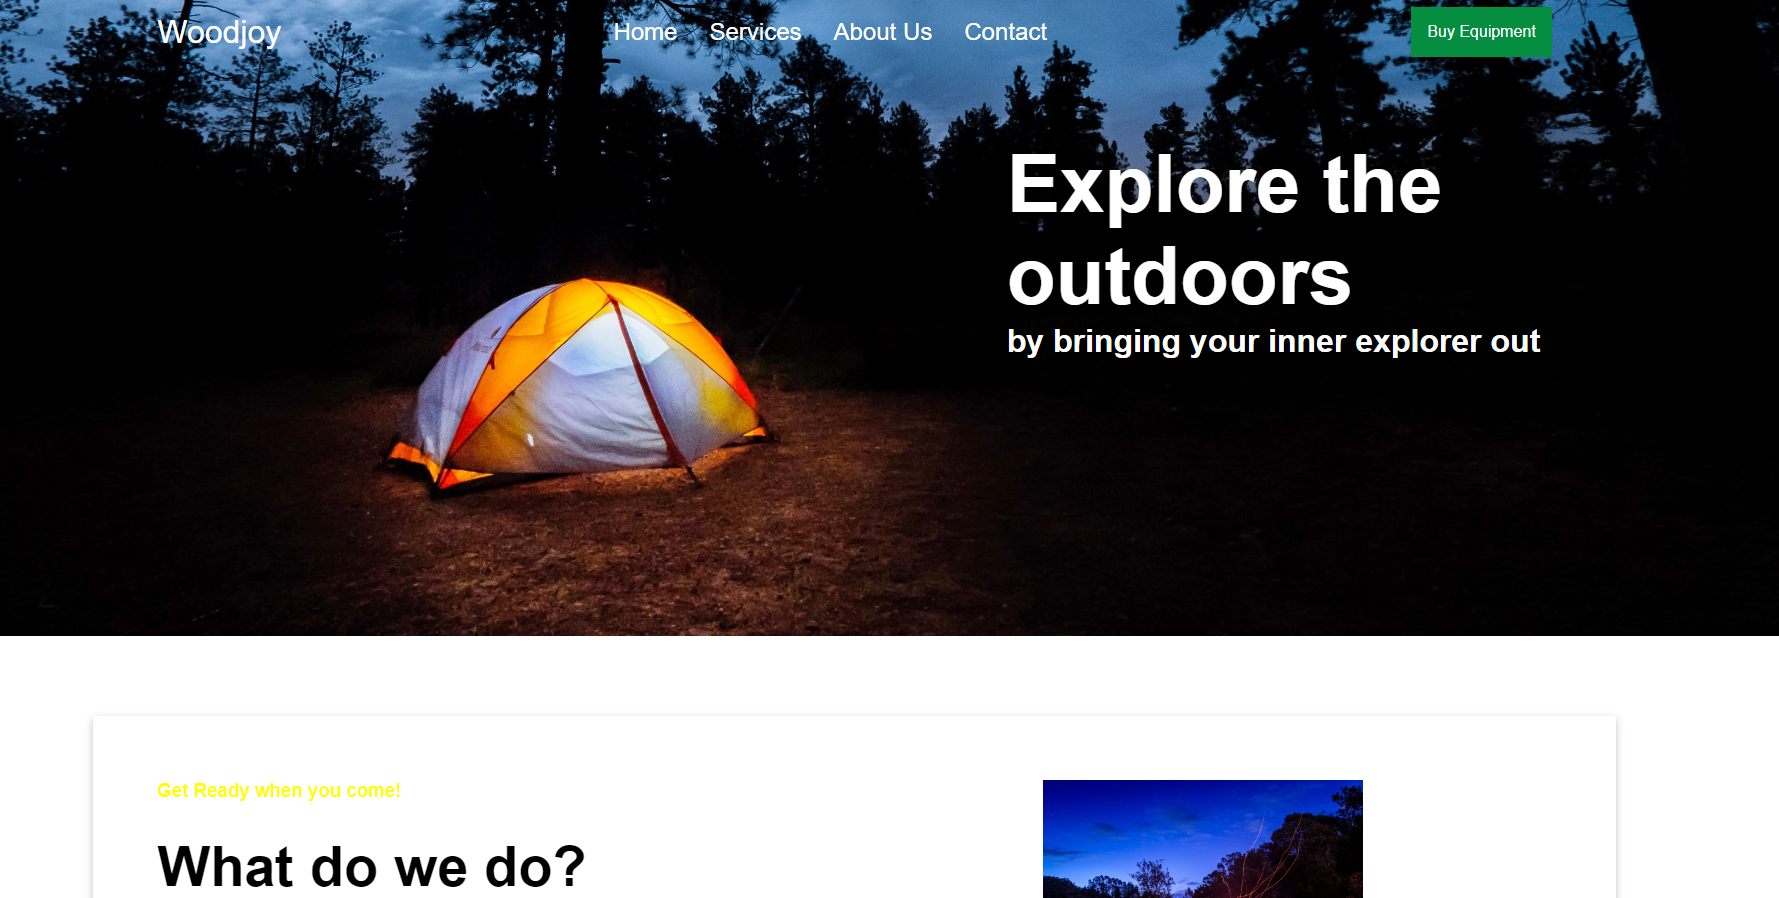 Woodjoy
Home Services About Us Contact
Buy Equipment
Explore the
outdoors
by bringing your inner explorer out
Get Ready when you come!
What do we do?